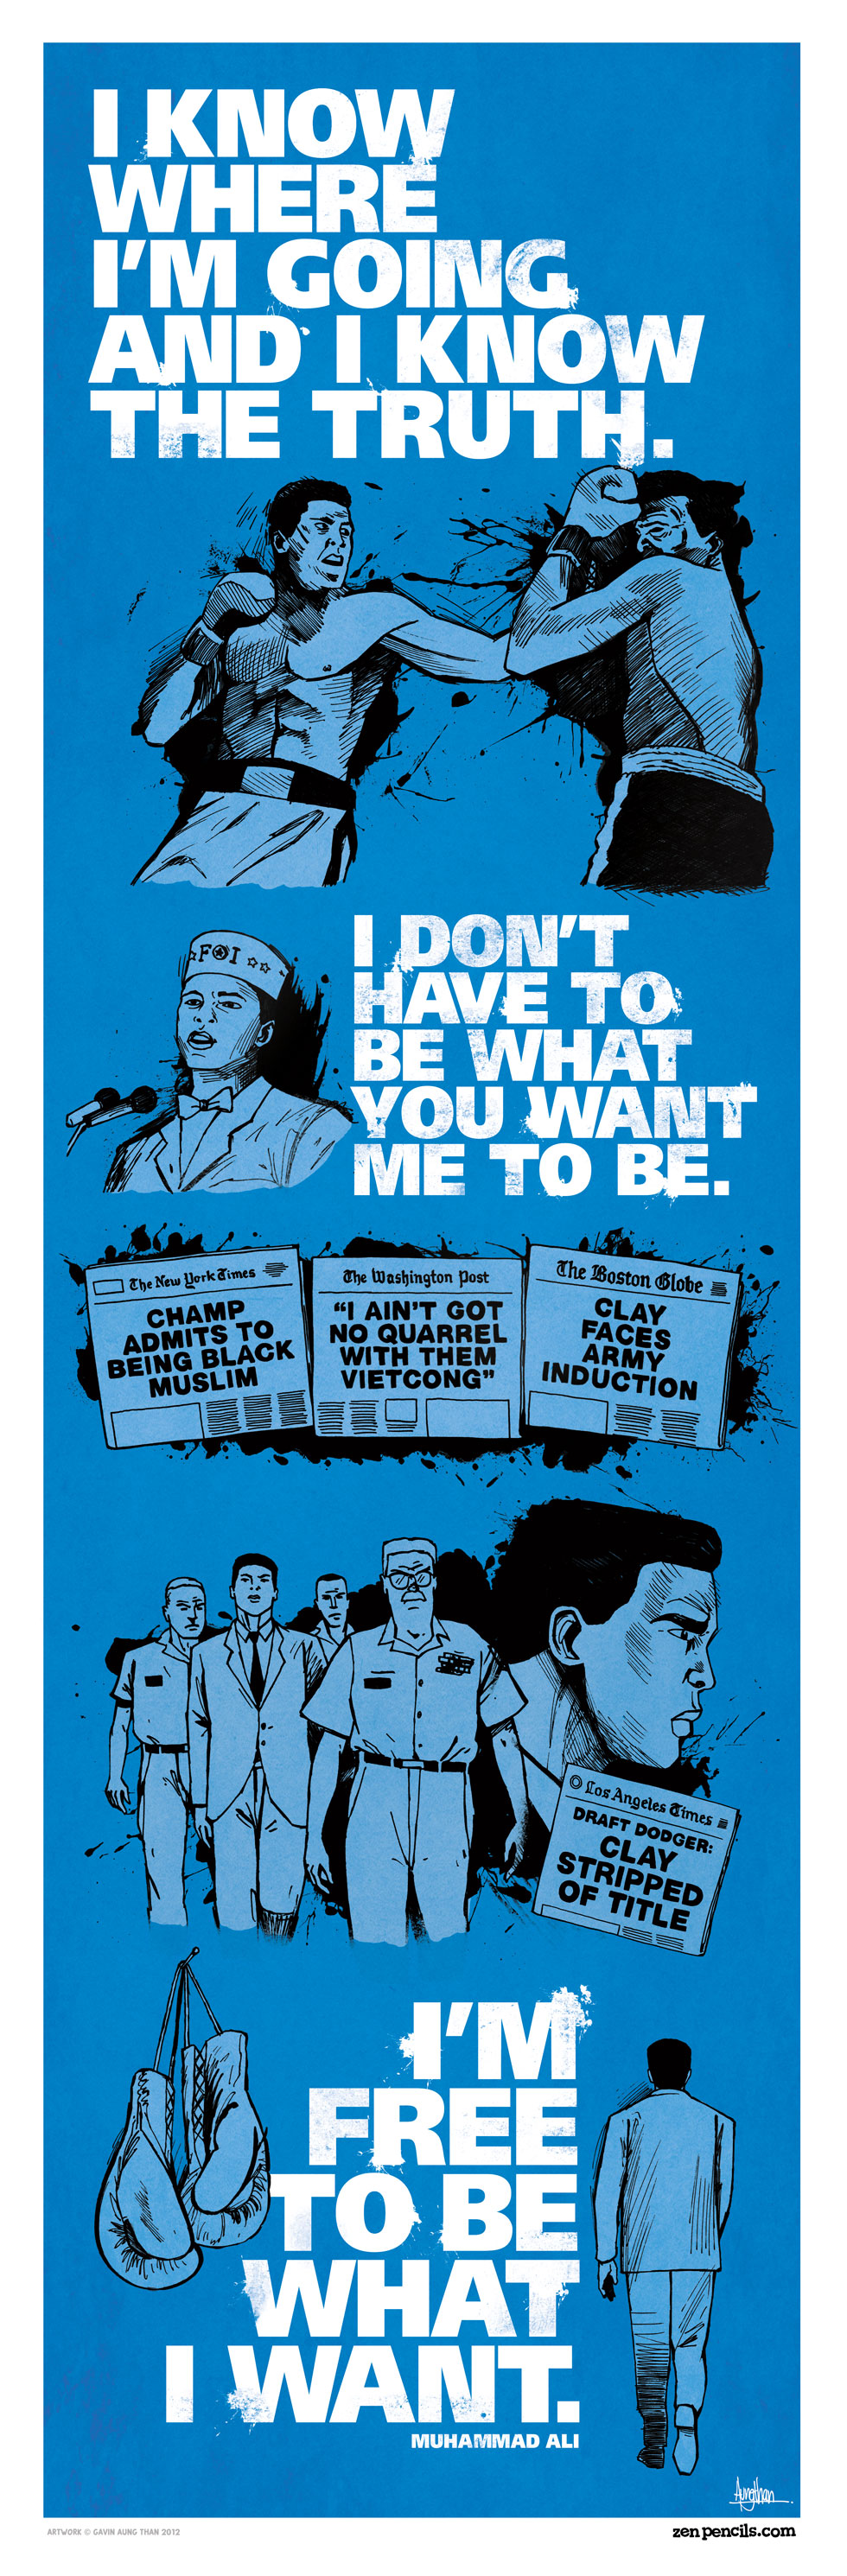 I KNOW
WHERE
I'M GOING
AND I KNOW
THE TRUTH.
FOI
I DON'T
HAVE TO
BE WHAT
YOU WANT
ME TO BE.
The New York Times
CHAMP
ADMITS TO
BEING BLACK
MUSLIM
The Washington Post
"I AIN'T GOT
NO QUARREL
WITH THEM
VIETCONG"
The Boston Globe
CLAY
FACES
ARMY
INDUCTION
Los Angeles Times
DRAFT DODGER:
CLAY
STRIPPED
OF TITLE
I'M
FREE
TO BE
WHAT
I WANT.
MUHAMMAD ALI
Aung Than
ARTWORK © GAVIN AUNG THAN 2012
zenpencils.com